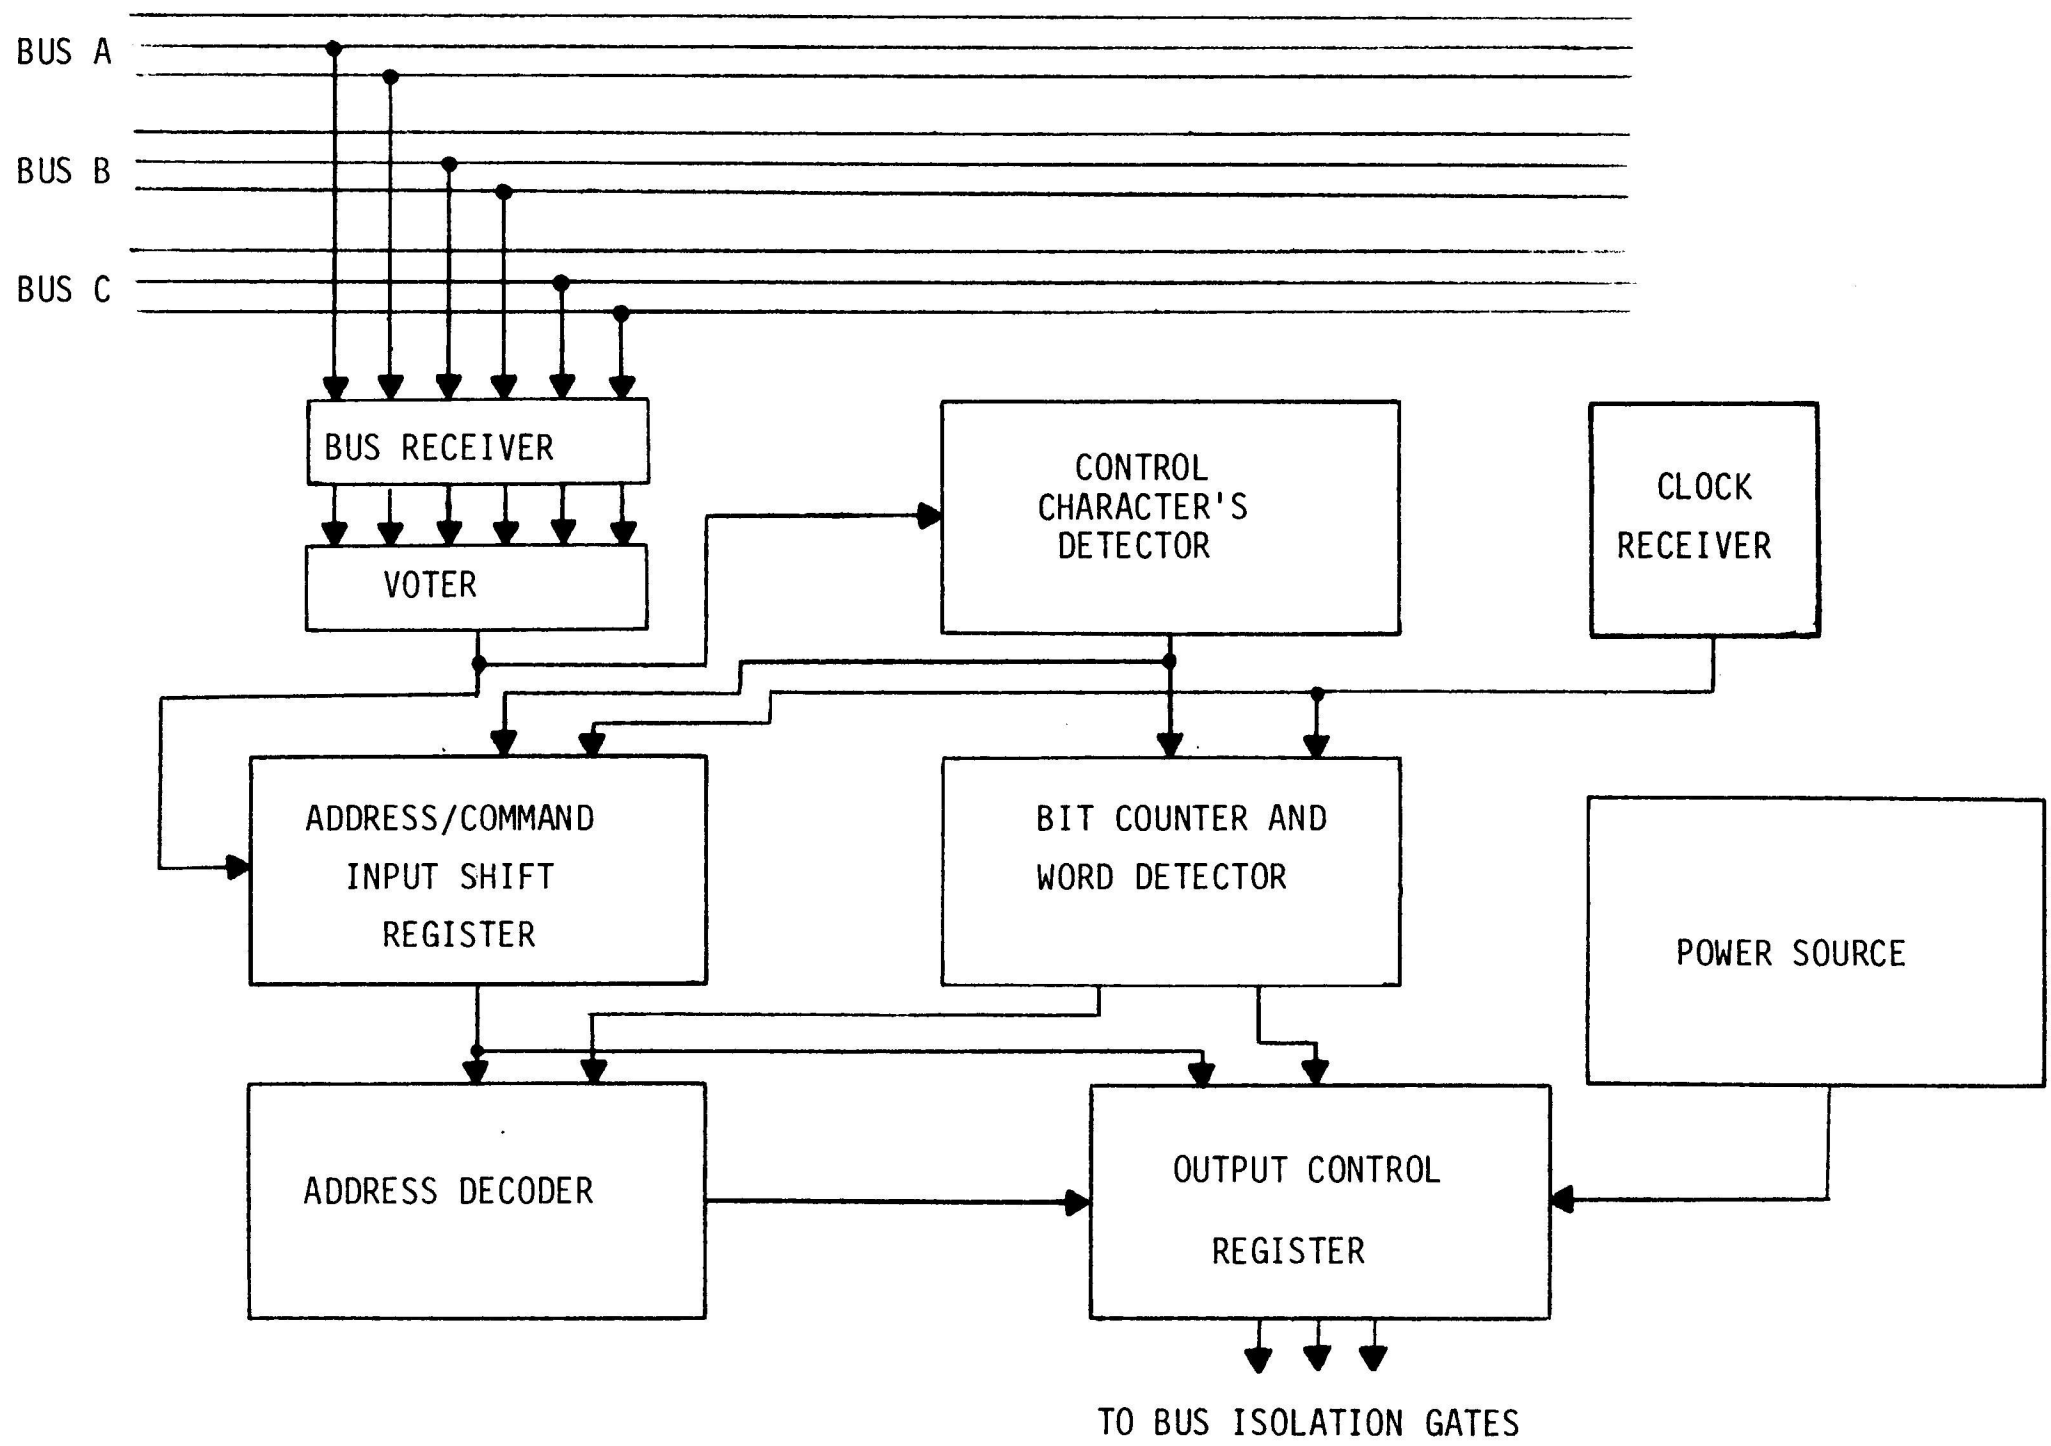 BUS A
BUS B
BUS C
BUS RECEIVER
VOTER
CONTROL
CHARACTER'S
DETECTOR
CLOCK
RECEIVER
ADDRESS/COMMAND
INPUT SHIFT
REGISTER
BIT COUNTER AND
WORD DETECTOR
POWER SOURCE
ADDRESS DECODER
OUTPUT CONTROL
REGISTER
TO BUS ISOLATION GATES